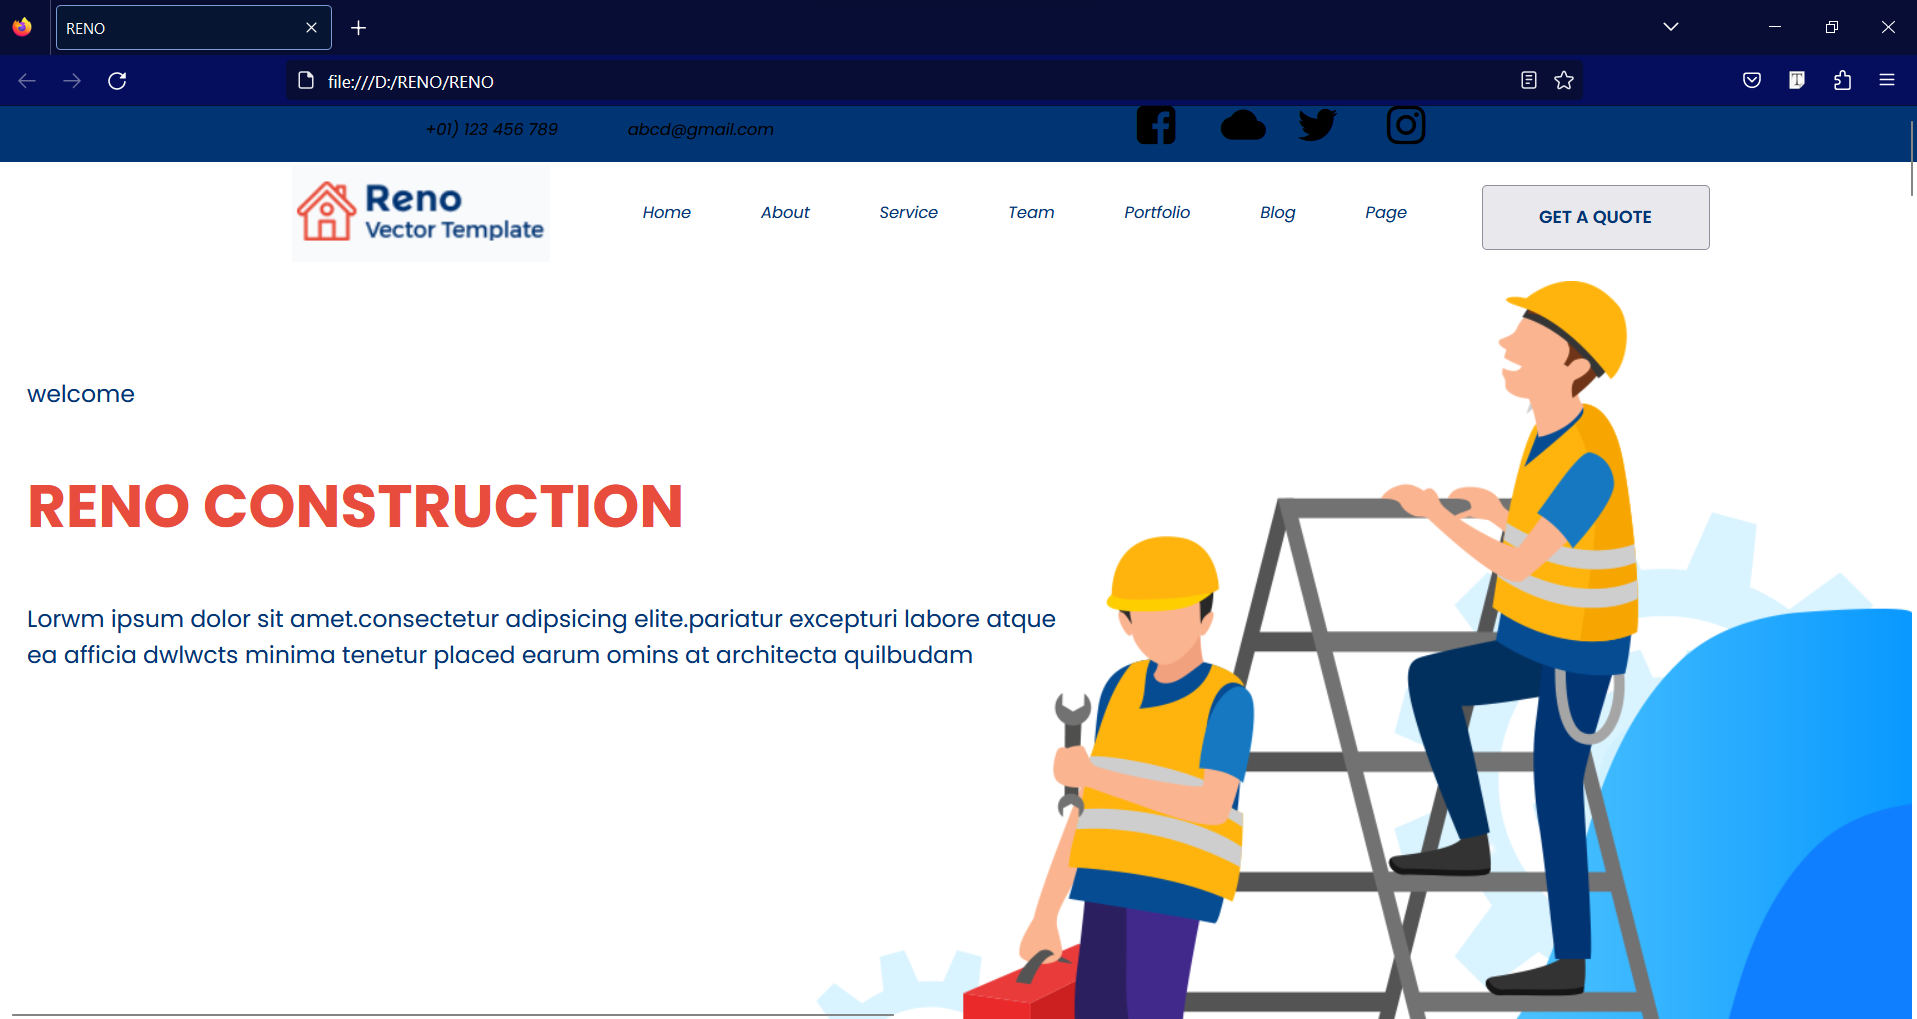 RENO
file:///D:/RENO/RENO
+01) 123 456 789 abcd@gmail.com
Reno
Vector Template
Home About Service Team Portfolio Blog Page
GET A QUOTE
welcome
RENO CONSTRUCTION
Lorwm ipsum dolor sit amet.consectetur adipsicing elite.pariatur excepturi labore atque
ea afficia dwlwcts minima tenetur placed earum omins at architecta quilbudam